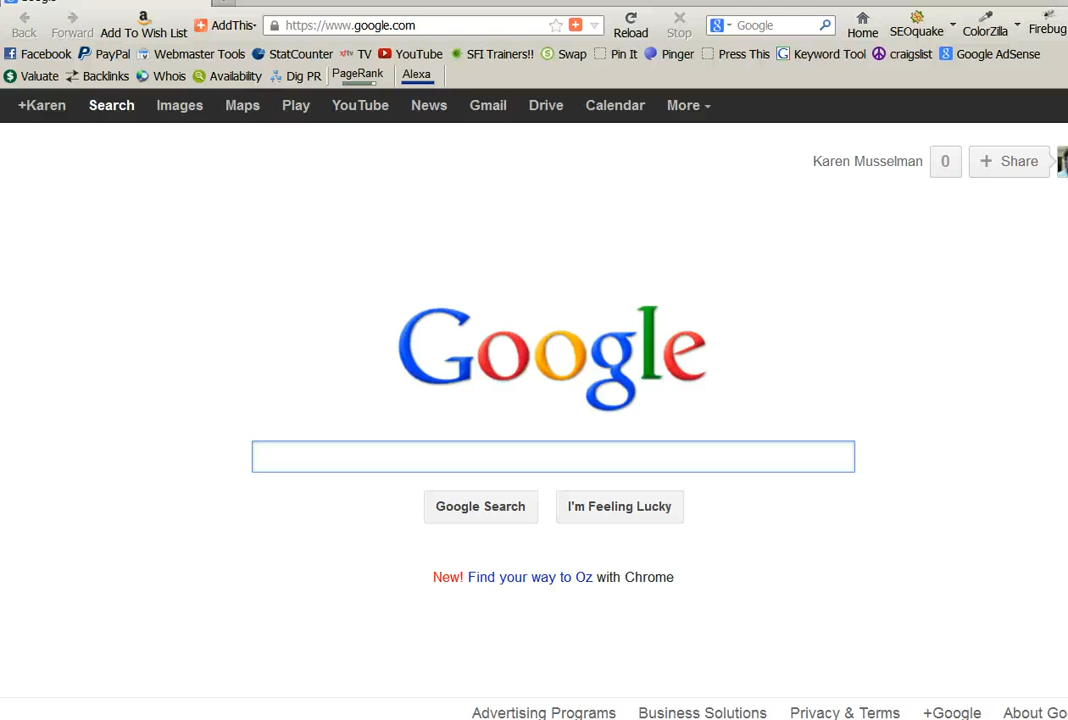 Back Forward Add To Wish List AddThis https://www.google.com Google Reload Stop Home SEOquake ColorZilla Firebug
Facebook PayPal Webmaster Tools StatCounter TV YouTube SFI Trainers!! Swap Pin It Pinger Press This Keyword Tool craigslist Google AdSense
Valuate Backlinks Whois Availability Dig PR PageRank Alexa
+Karen Search Images Maps Play YouTube News Gmail Drive Calendar More
Karen Musselman 0 + Share
Google
Google Search I'm Feeling Lucky
New! Find your way to Oz with Chrome
Advertising Programs Business Solutions Privacy & Terms +Google About Go